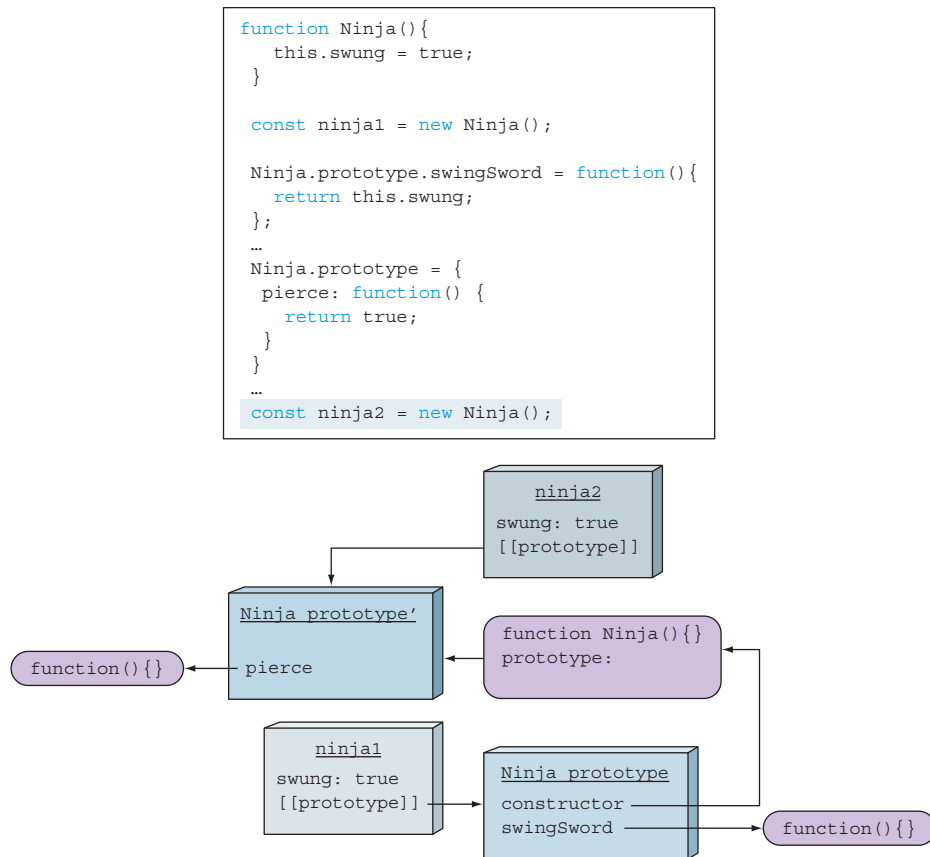 function Ninja(){
this.swung = true;
}
const ninja1 = new Ninja();
Ninja.prototype.swingSword = function(){
return this.swung;
};
…
Ninja.prototype = {
pierce: function() {
return true;
}
}
…
const ninja2 = new Ninja();
ninja2
swung: true
[[prototype]]
Ninja prototype′
pierce
function(){}
function Ninja(){}
prototype:
ninja1
swung: true
[[prototype]]
Ninja prototype
constructor
swingSword
function(){}